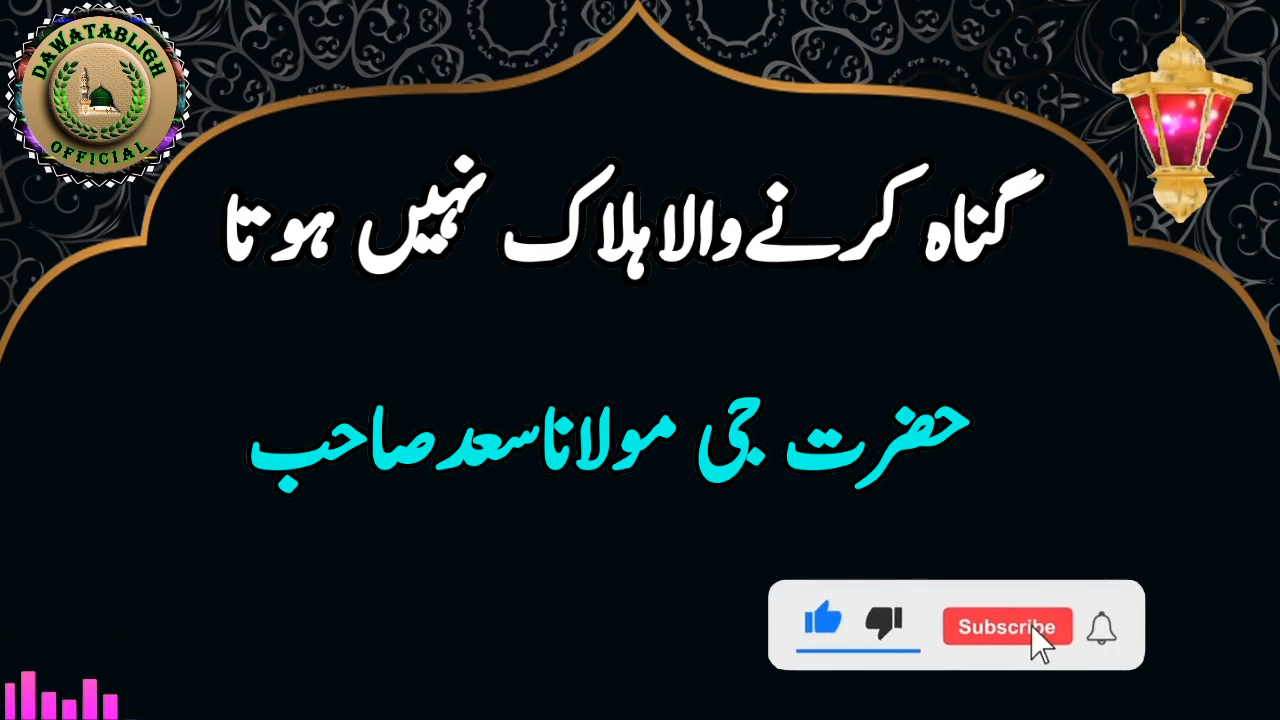 DAWATABLIGH
OFFICIAL
گناہ کرنے والا ہلاک نہیں ہوتا
حضرت جی مولانا سعد صاحب
Subscribe